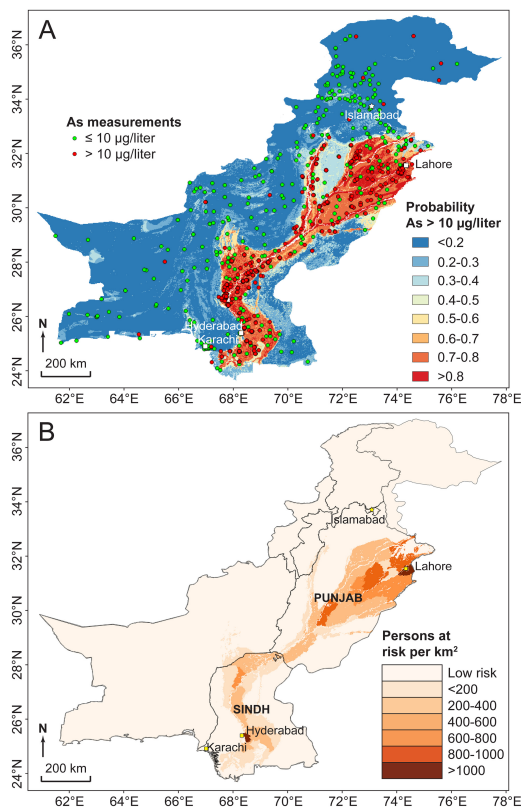 A
36°N
34°N
32°N
30°N
28°N
26°N
24°N
As measurements
≤ 10 µg/liter
> 10 µg/liter
Islamabad
Lahore
Hyderabad
Karachi
Probability
As > 10 µg/liter
<0.2
0.2-0.3
0.3-0.4
0.4-0.5
0.5-0.6
0.6-0.7
0.7-0.8
>0.8
N
200 km
62°E
64°E
66°E
68°E
70°E
72°E
74°E
76°E
B
36°N
34°N
32°N
30°N
28°N
26°N
24°N
Islamabad
Lahore
PUNJAB
SINDH
Hyderabad
Karachi
Persons at
risk per km²
Low risk
<200
200-400
400-600
600-800
800-1000
>1000
N
200 km
62°E
64°E
66°E
68°E
70°E
72°E
74°E
76°E